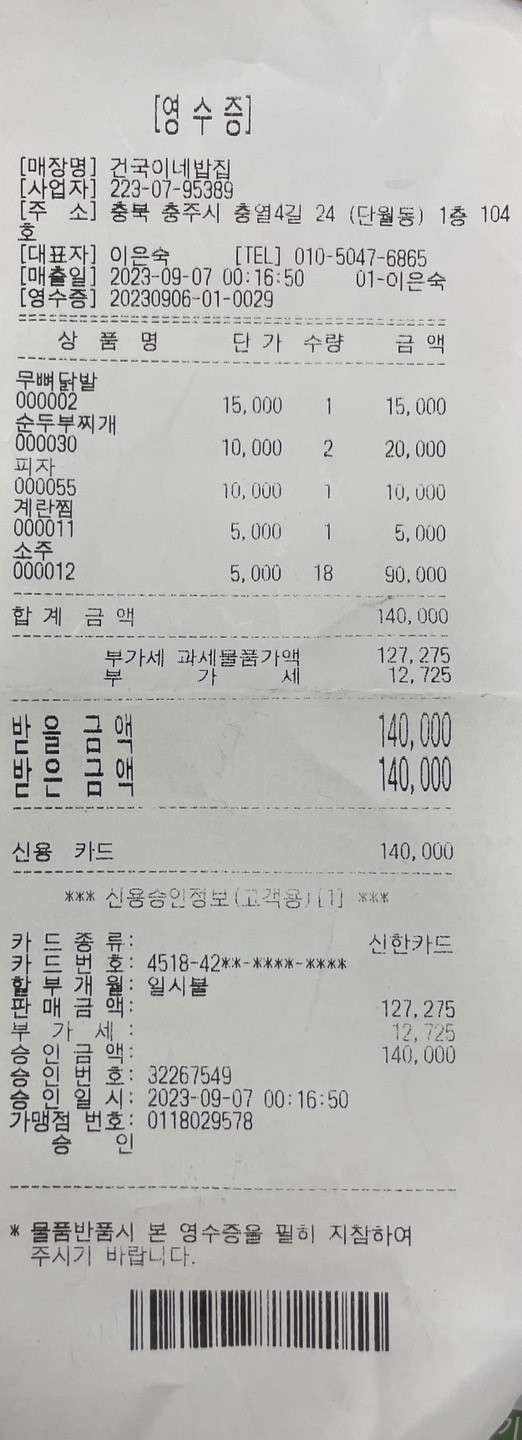 [영수증]
[매장명] 건국이네밥집
[사업자] 223-07-95389
[주 소] 충북 충주시 충열4길 24 (단월동) 1층 104
호
[대표자] 이은숙 [TEL] 010-5047-6865
[매출일] 2023-09-07 00:16:50 01-이은숙
[영수증] 20230906-01-0029
상 품 명 단 가 수량 금 액
무뼈닭발
000002 15,000 1 15,000
순두부찌개
000030 10,000 2 20,000
피자
000055 10,000 1 10,000
계란찜
000011 5,000 1 5,000
소주
000012 5,000 18 90,000
합 계 금 액 140,000
부가세 과세물품가액 127,275
부 가 세 12,725
받 을 금 액 140,000
받 은 금 액 140,000
신용 카드 140,000
*** 신용승인정보(고객용)[1] ***
카 드 종 류: 신한카드
카 드 번 호: 4518-42**-****-****
할 부 개 월: 일시불
판 매 금 액: 127,275
부 가 세 : 12,725
승 인 금 액: 140,000
승 인 번 호: 32267549
승 인 일 시: 2023-09-07 00:16:50
가맹점 번호: 0118029578
승 인
* 물품반품시 본 영수증을 필히 지참하여
주시기 바랍니다.